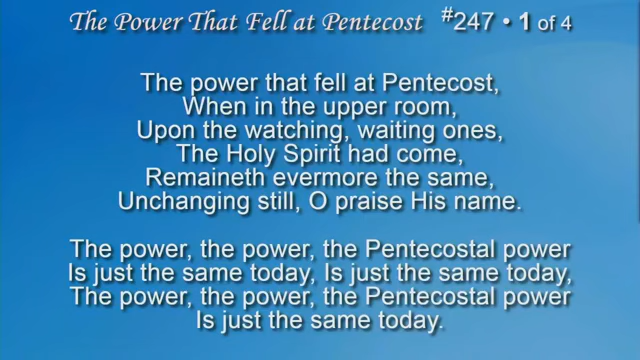 The Power That Fell at Pentecost #247 • 1 of 4
The power that fell at Pentecost,
When in the upper room,
Upon the watching, waiting ones,
The Holy Spirit had come,
Remaineth evermore the same,
Unchanging still, O praise His name.
The power, the power, the Pentecostal power
Is just the same today, Is just the same today,
The power, the power, the Pentecostal power
Is just the same today.